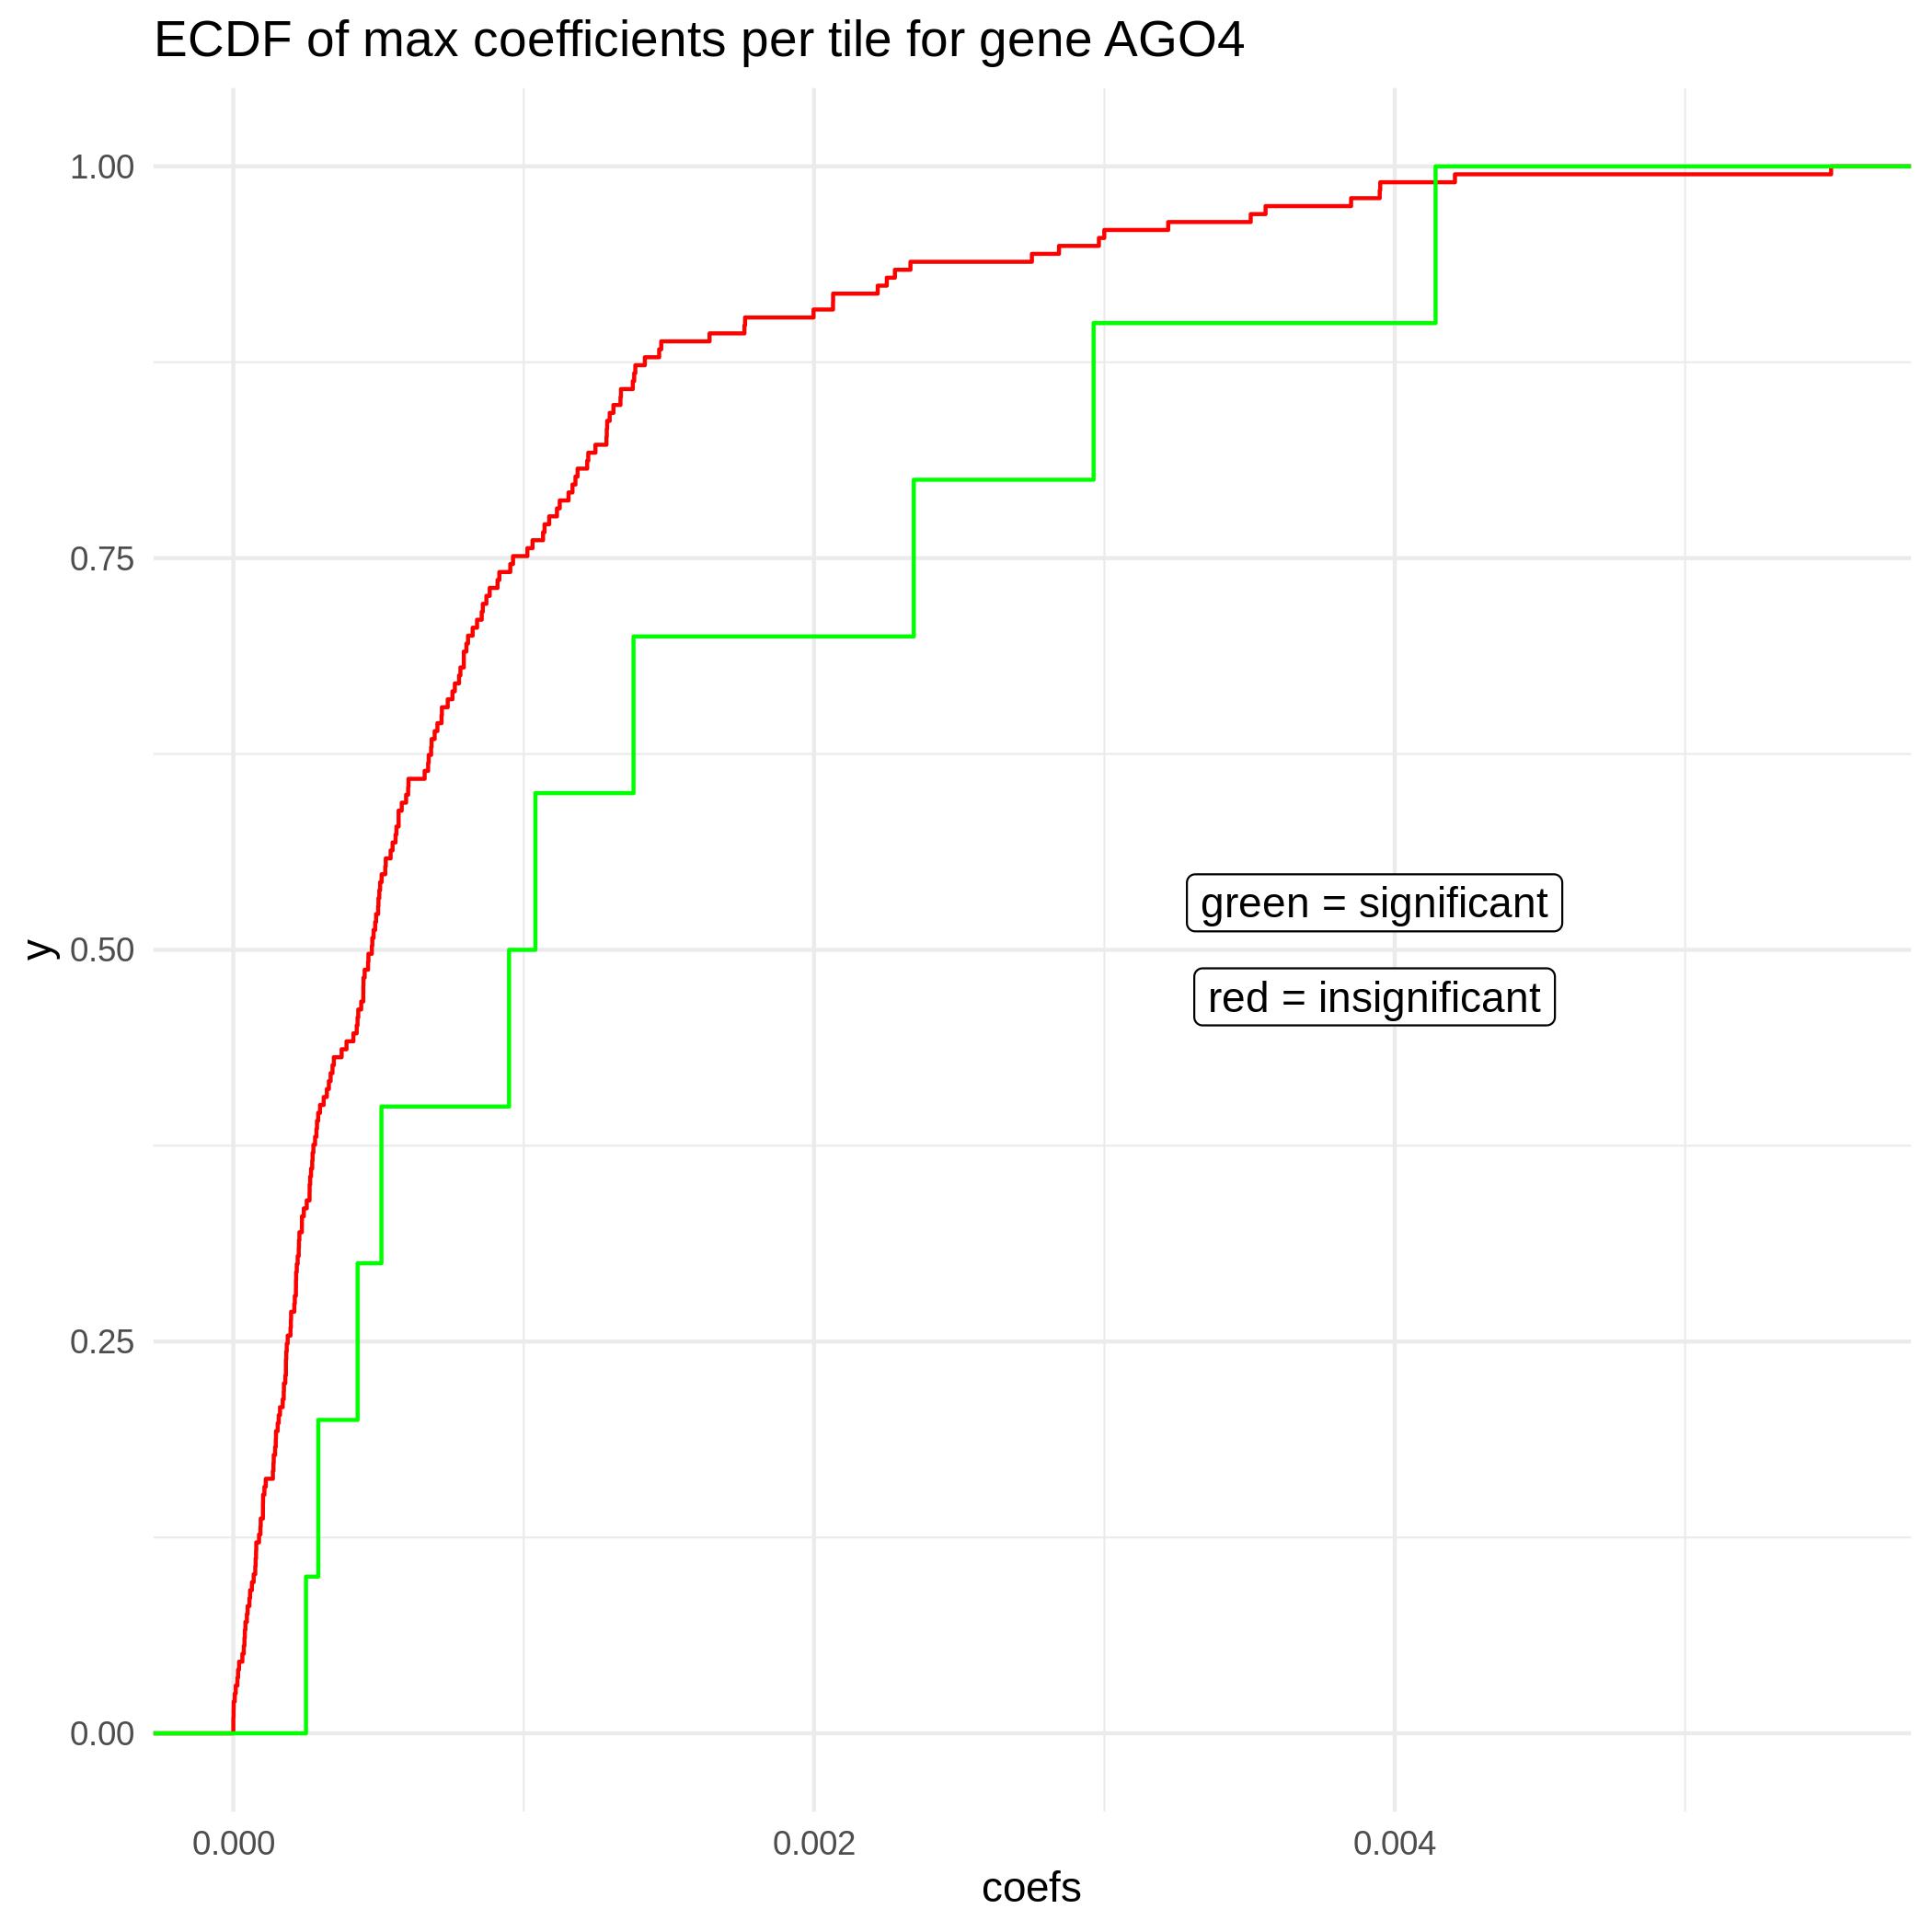 ECDF of max coefficients per tile for gene AGO4
1.00
0.75
0.50
0.25
0.00
y
green = significant
red = insignificant
0.000
0.002
0.004
coefs